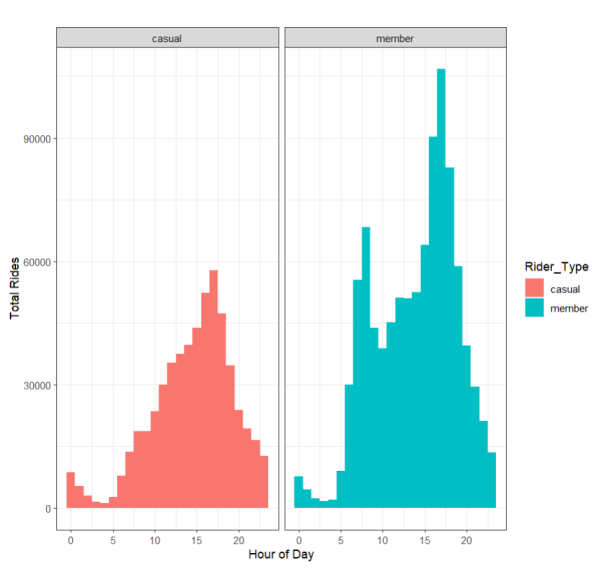 casual
member
90000
60000
30000
0
Total Rides
0 5 10 15 20
0 5 10 15 20
Hour of Day
Rider_Type
casual
member